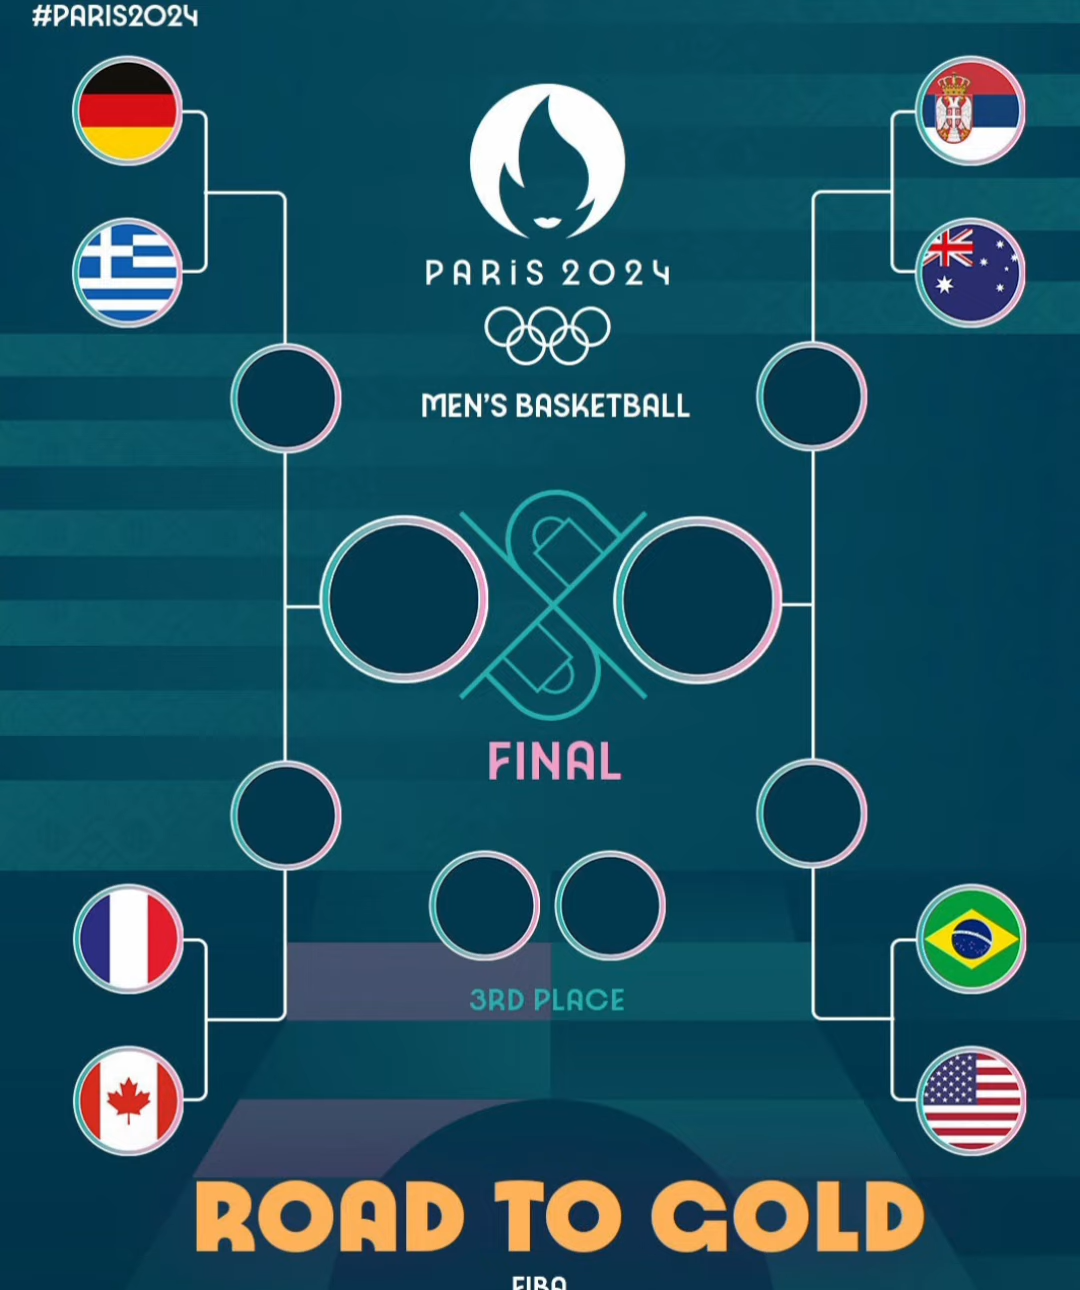 #PARIS2024
PARiS 2024
MEN'S BASKETBALL
FINAL
3RD PLACE
ROAD TO GOLD
FIBA